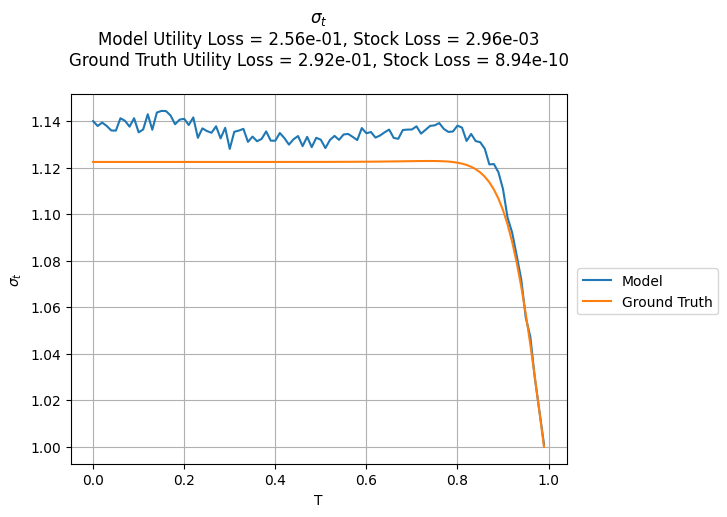 σₜ
Model Utility Loss = 2.56e-01, Stock Loss = 2.96e-03
Ground Truth Utility Loss = 2.92e-01, Stock Loss = 8.94e-10
1.14
1.12
1.10
1.08
1.06
1.04
1.02
1.00
σₜ
0.0 0.2 0.4 0.6 0.8 1.0
T
Model
Ground Truth